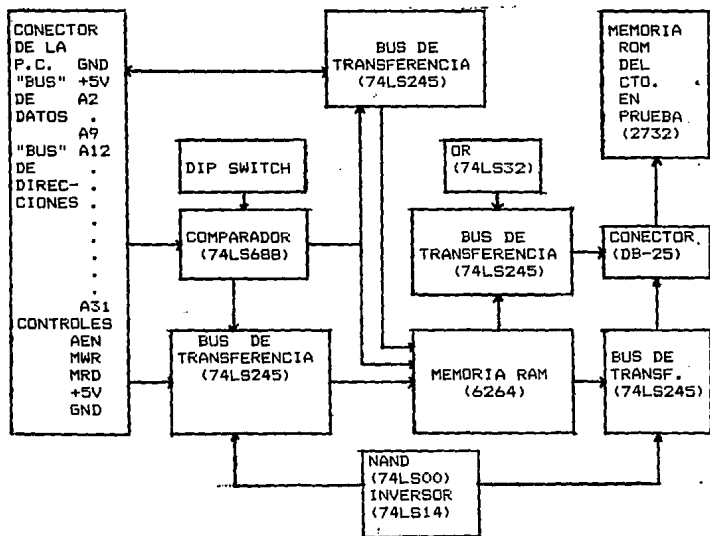 CONECTOR
DE LA
P.C. GND
"BUS" +5V
DE A2
DATOS .
A9
"BUS" A12
DE .
DIREC- .
CIONES .
.
.
.
.
.
A31
CONTROLES
AEN
MWR
MRD
+5V
GND
BUS DE
TRANSFERENCIA
(74LS245)
MEMORIA
ROM
DEL
CTO.
EN
PRUEBA
(2732)
DIP SWITCH
OR
(74LS32)
COMPARADOR
(74LS688)
BUS DE
TRANSFERENCIA
(74LS245)
CONECTOR
(DB-25)
BUS DE
TRANSFERENCIA
(74LS245)
MEMORIA RAM
(6264)
BUS DE
TRANSF.
(74LS245)
NAND
(74LS00)
INVERSOR
(74LS14)